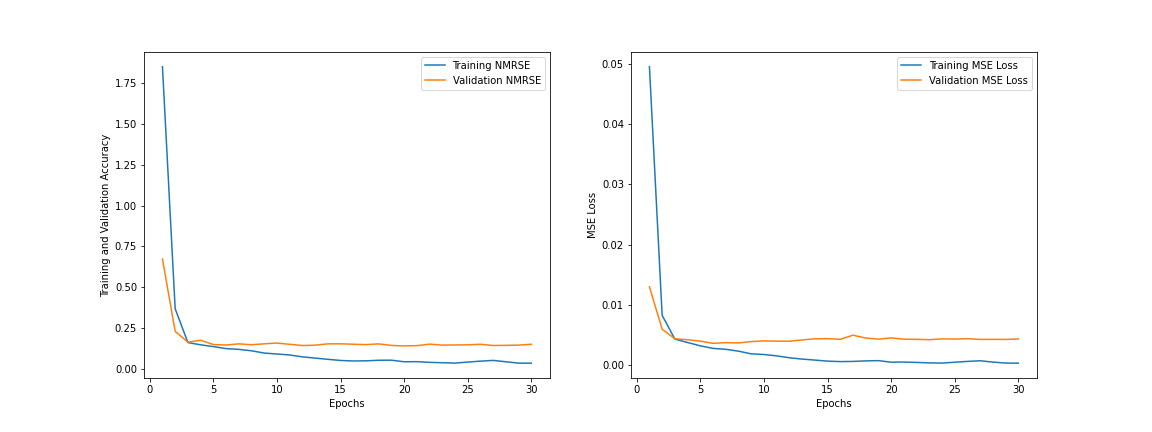 Training and Validation Accuracy
1.75
1.50
1.25
1.00
0.75
0.50
0.25
0.00
Training NMRSE
Validation NMRSE
0 5 10 15 20 25 30
Epochs
MSE Loss
0.05
0.04
0.03
0.02
0.01
0.00
Training MSE Loss
Validation MSE Loss
0 5 10 15 20 25 30
Epochs